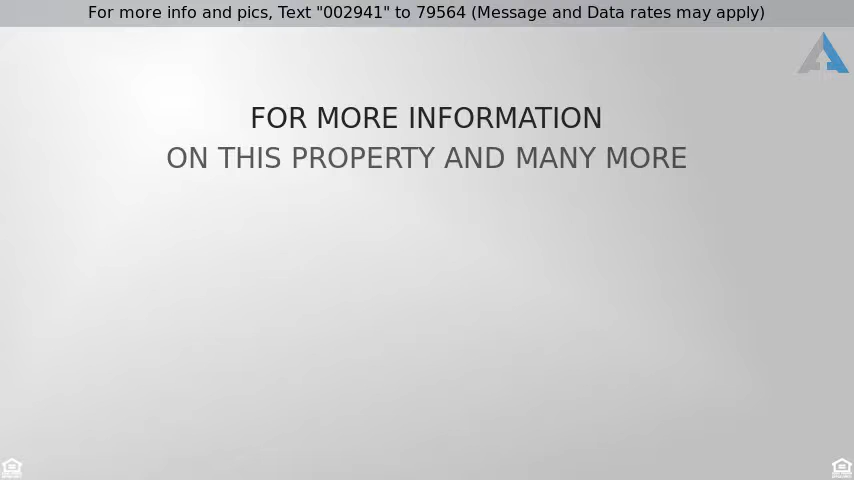 For more info and pics, Text "002941" to 79564 (Message and Data rates may apply)
FOR MORE INFORMATION
ON THIS PROPERTY AND MANY MORE